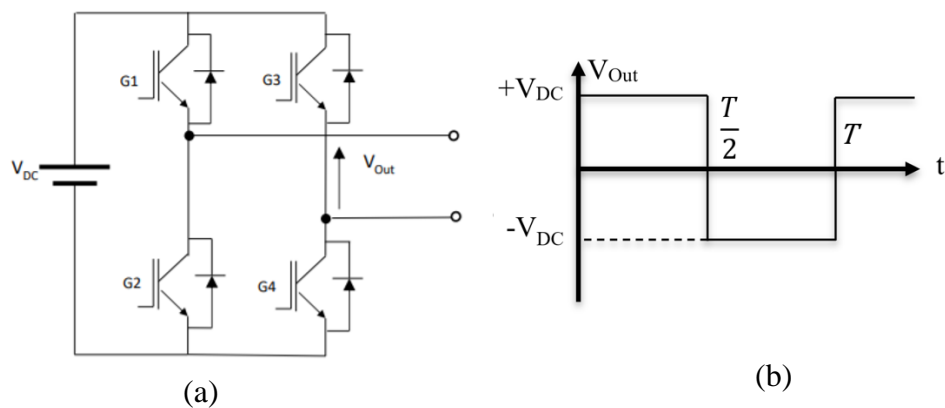 G1
G3
V_DC
V_Out
G2
G4
(a)
V_Out
+V_DC
T/2
T
t
-V_DC
(b)